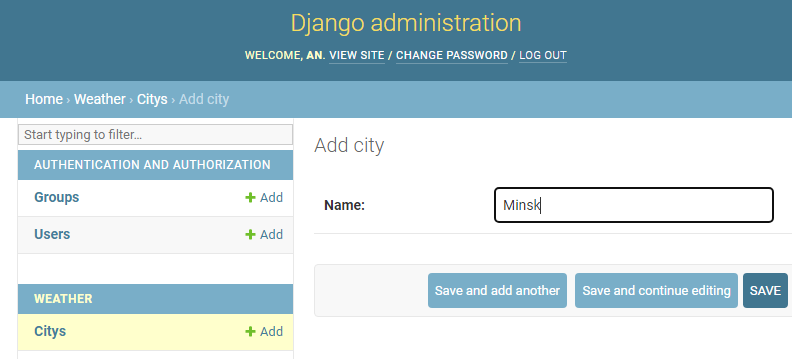 Django administration
WELCOME, AN. VIEW SITE / CHANGE PASSWORD / LOG OUT
Home › Weather › Citys › Add city
Start typing to filter...
AUTHENTICATION AND AUTHORIZATION
Groups + Add
Users + Add
WEATHER
Citys + Add
Add city
Name: Minsk
Save and add another Save and continue editing SAVE